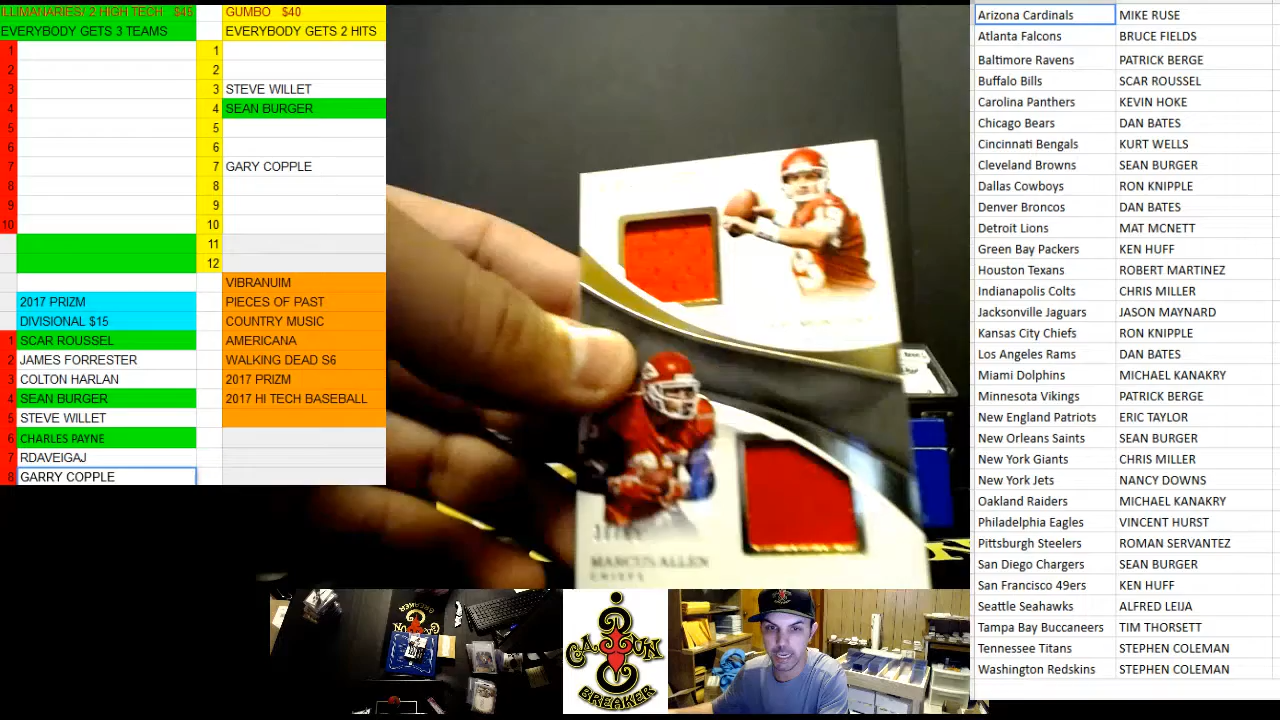 ILLIMANARIES/ 2 HIGH TECH $45
EVERYBODY GETS 3 TEAMS
1
2
3
4
5
6
7
8
9
10
2017 PRIZM
DIVISIONAL $15
1 SCAR ROUSSEL
2 JAMES FORRESTER
3 COLTON HARLAN
4 SEAN BURGER
5 STEVE WILLET
6 CHARLES PAYNE
7 RDAVEIGAJ
8 GARRY COPPLE
GUMBO $40
EVERYBODY GETS 2 HITS
1
2
3 STEVE WILLET
4 SEAN BURGER
5
6
7 GARY COPPLE
8
9
10
11
12
VIBRANUIM
PIECES OF PAST
COUNTRY MUSIC
AMERICANA
WALKING DEAD S6
2017 PRIZM
2017 HI TECH BASEBALL
MARCUS ALLEN
CHIEFS
CAJUN
BREAKER
Arizona Cardinals MIKE RUSE
Atlanta Falcons BRUCE FIELDS
Baltimore Ravens PATRICK BERGE
Buffalo Bills SCAR ROUSSEL
Carolina Panthers KEVIN HOKE
Chicago Bears DAN BATES
Cincinnati Bengals KURT WELLS
Cleveland Browns SEAN BURGER
Dallas Cowboys RON KNIPPLE
Denver Broncos DAN BATES
Detroit Lions MAT MCNETT
Green Bay Packers KEN HUFF
Houston Texans ROBERT MARTINEZ
Indianapolis Colts CHRIS MILLER
Jacksonville Jaguars JASON MAYNARD
Kansas City Chiefs RON KNIPPLE
Los Angeles Rams DAN BATES
Miami Dolphins MICHAEL KANAKRY
Minnesota Vikings PATRICK BERGE
New England Patriots ERIC TAYLOR
New Orleans Saints SEAN BURGER
New York Giants CHRIS MILLER
New York Jets NANCY DOWNS
Oakland Raiders MICHAEL KANAKRY
Philadelphia Eagles VINCENT HURST
Pittsburgh Steelers ROMAN SERVANTEZ
San Diego Chargers SEAN BURGER
San Francisco 49ers KEN HUFF
Seattle Seahawks ALFRED LEIJA
Tampa Bay Buccaneers TIM THORSETT
Tennessee Titans STEPHEN COLEMAN
Washington Redskins STEPHEN COLEMAN